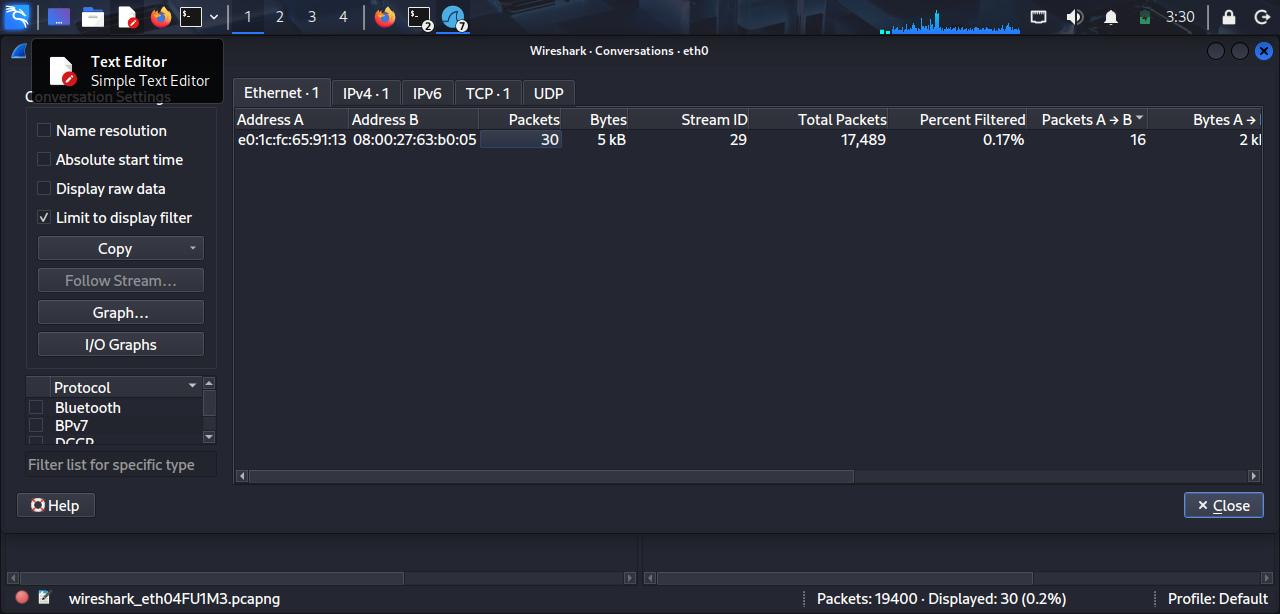 1 2 3 4 2 7 3:30
Wireshark · Conversations · eth0
Text Editor
Simple Text Editor
Conversation Settings
Name resolution
Absolute start time
Display raw data
Limit to display filter
Copy
Follow Stream...
Graph...
I/O Graphs
Protocol
Bluetooth
BPv7
DCCP
Filter list for specific type
Ethernet · 1 IPv4 · 1 IPv6 TCP · 1 UDP
Address A Address B Packets Bytes Stream ID Total Packets Percent Filtered Packets A → B Bytes A →
e0:1c:fc:65:91:13 08:00:27:63:b0:05 30 5 kB 29 17,489 0.17% 16 2 k
Help
Close
wireshark_eth04FU1M3.pcapng Packets: 19400 · Displayed: 30 (0.2%) Profile: Default